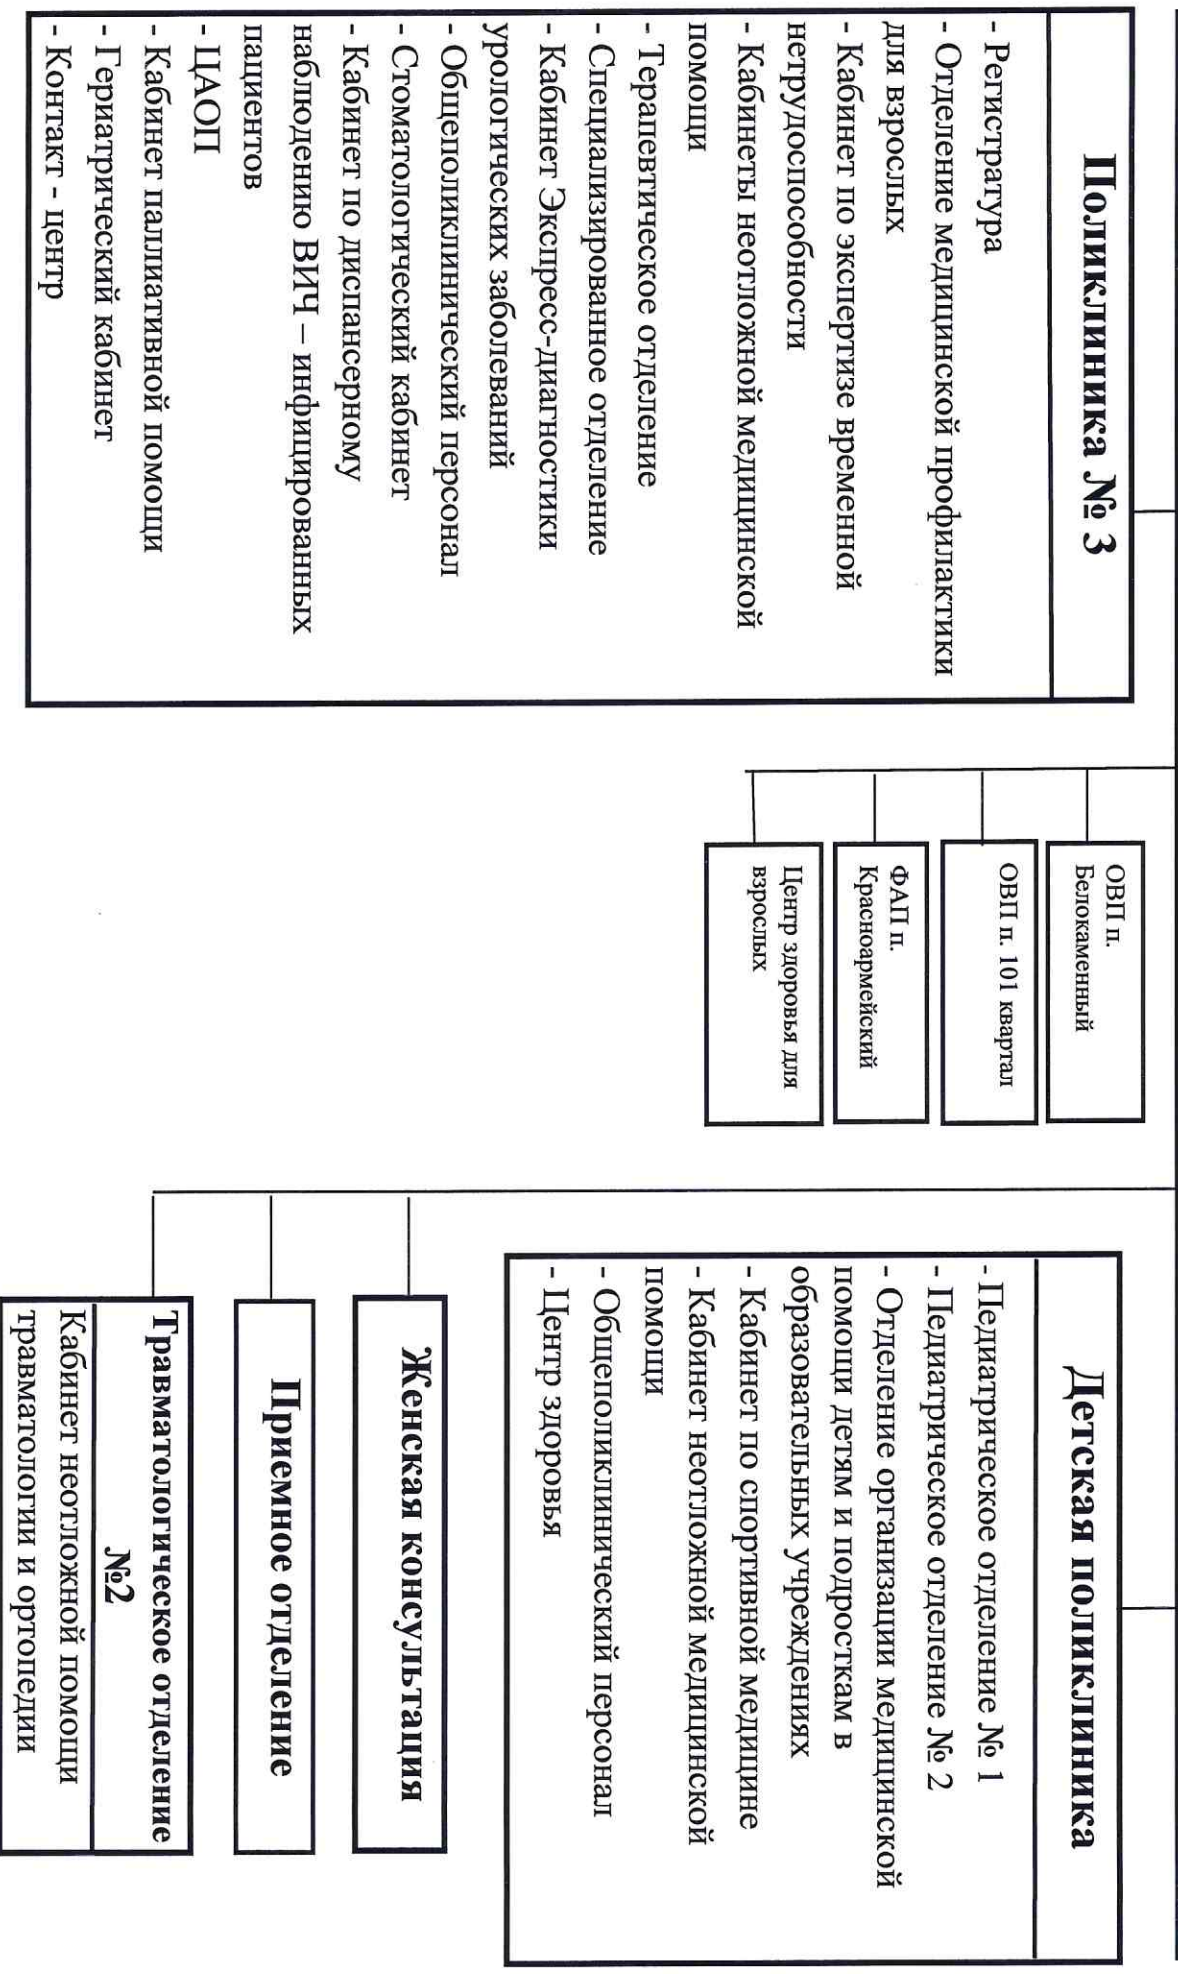 Поликлиника № 3
- Регистратура
- Отделение медицинской профилактики
для взрослых
- Кабинет по экспертизе временной
нетрудоспособности
- Кабинеты неотложной медицинской
помощи
- Терапевтическое отделение
- Специализированное отделение
- Кабинет Экспресс-диагностики
урологических заболеваний
- Общеполиклинический персонал
- Стоматологический кабинет
- Кабинет по диспансерному
наблюдению ВИЧ – инфицированных
пациентов
- ЦАОП
- Кабинет паллиативной помощи
- Гериатрический кабинет
- Контакт - центр
ОВП п.
Белокаменный
ОВП п. 101 квартал
ФАП п.
Красноармейский
Центр здоровья для
взрослых
Детская поликлиника
- Педиатрическое отделение № 1
- Педиатрическое отделение № 2
- Отделение организации медицинской
помощи детям и подросткам в
образовательных учреждениях
- Кабинет по спортивной медицине
- Кабинет неотложной медицинской
помощи
- Общеполиклинический персонал
- Центр здоровья
Женская консультация
Приемное отделение
Травматологическое отделение
№2
Кабинет неотложной помощи
травматологии и ортопедии